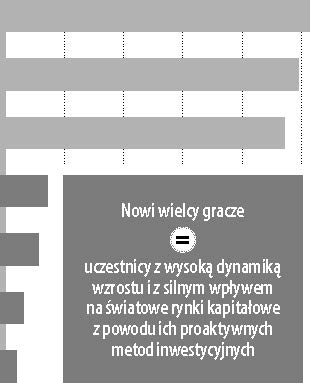 Nowi wielcy gracze
=
uczestnicy z wysoką dynamiką
wzrostu i z silnym wpływem
na światowe rynki kapitałowe
z powodu ich proaktywnych
metod inwestycyjnych